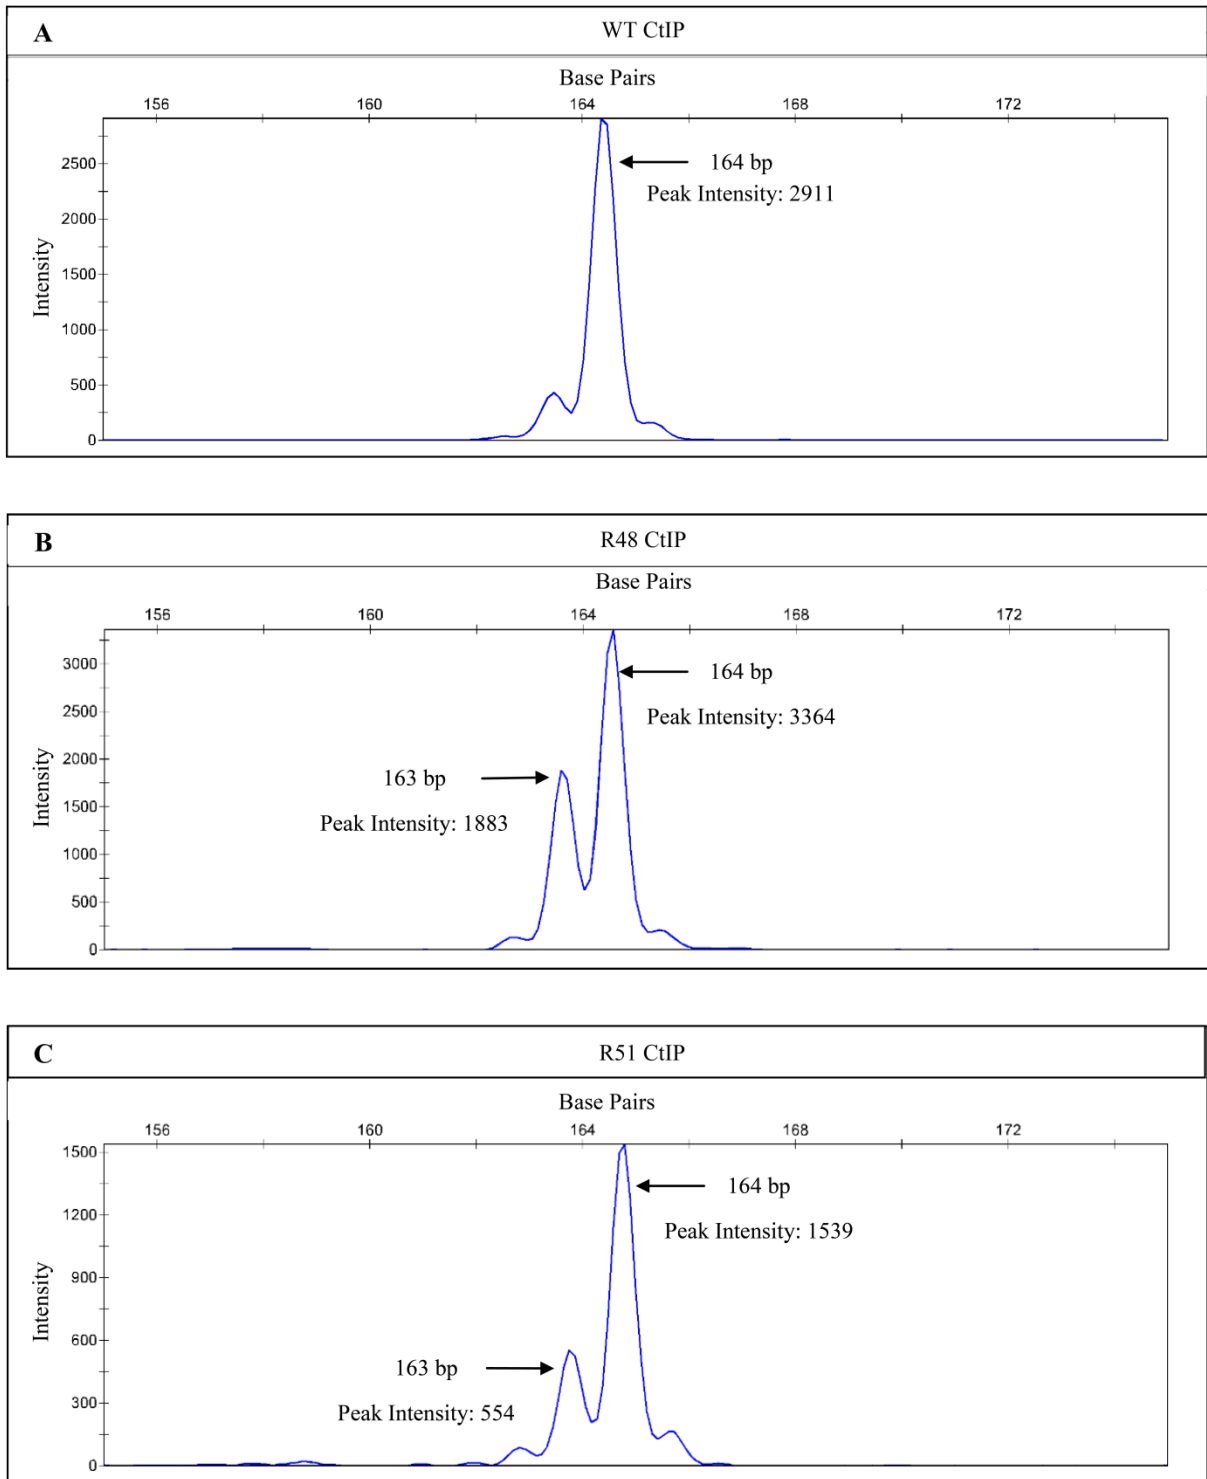 A
WT CtIP
Base Pairs
156 160 164 168 172
2500
164 bp
Peak Intensity: 2911
2000
1500
1000
500
0
Intensity
B
R48 CtIP
Base Pairs
156 160 164 168 172
3000
164 bp
2500
Peak Intensity: 3364
2000
163 bp
1500
Peak Intensity: 1883
1000
500
0
Intensity
C
R51 CtIP
Base Pairs
156 160 164 168 172
1500
164 bp
1200
Peak Intensity: 1539
900
600
163 bp
300
Peak Intensity: 554
0
Intensity